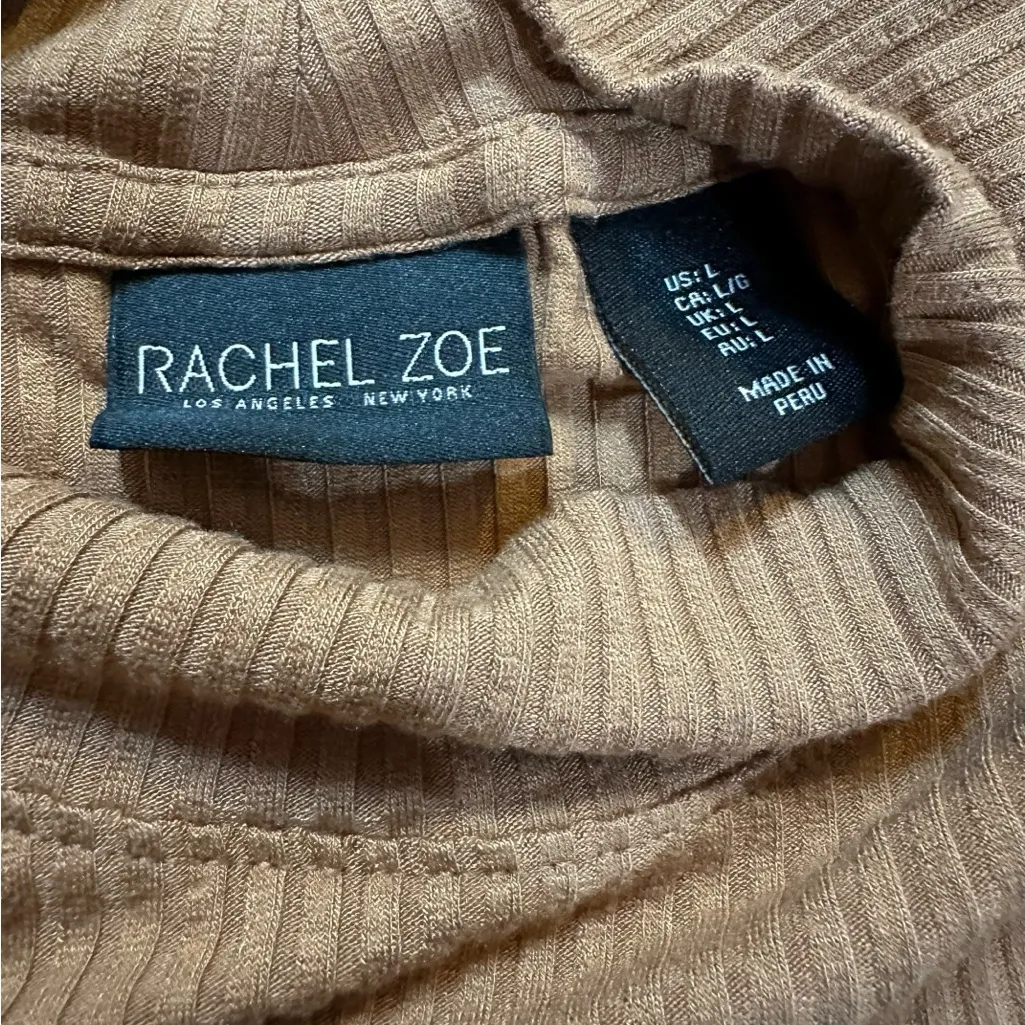 RACHEL ZOE
LOS ANGELES NEW YORK
US: L
CA: L/G
UK: L
EU: L
AU: L
MADE IN
PERU